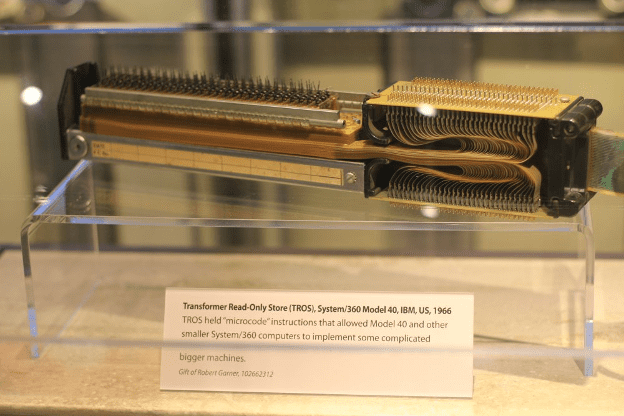 Transformer Read-Only Store (TROS), System/360 Model 40, IBM, US, 1966
TROS held "microcode" instructions that allowed Model 40 and other
smaller System/360 computers to implement some complicated
bigger machines.
Gift of Robert Garner, 102662312